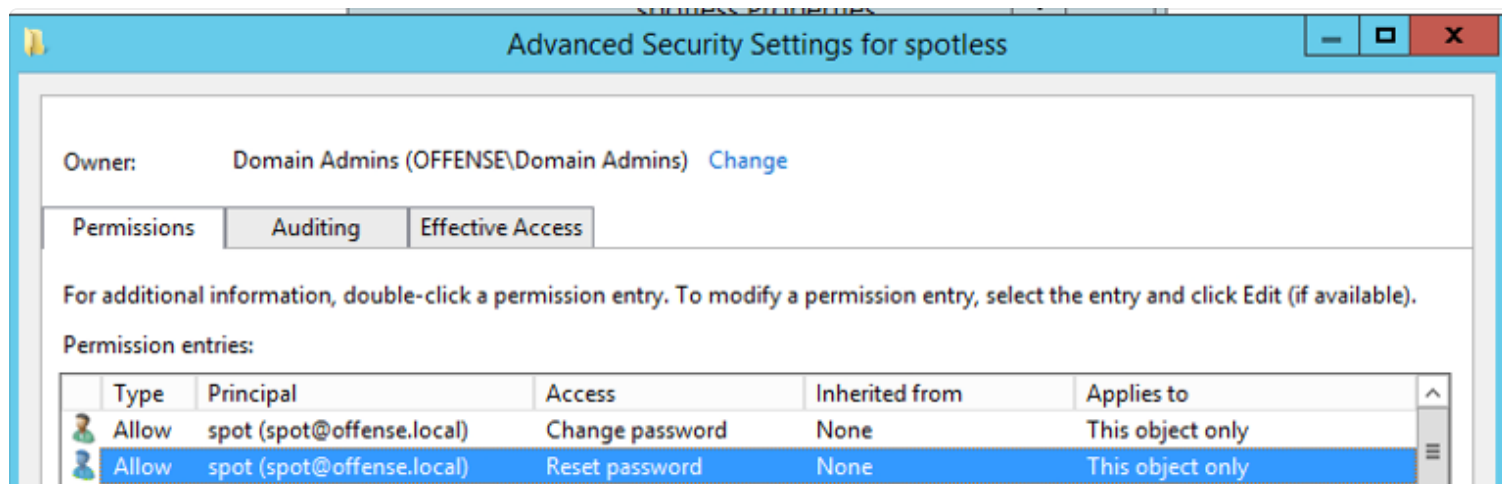 spotless Properties
Advanced Security Settings for spotless
Owner: Domain Admins (OFFENSE\Domain Admins) Change
Permissions Auditing Effective Access
For additional information, double-click a permission entry. To modify a permission entry, select the entry and click Edit (if available).
Permission entries:
Type Principal Access Inherited from Applies to
Allow spot (spot@offense.local) Change password None This object only
Allow spot (spot@offense.local) Reset password None This object only